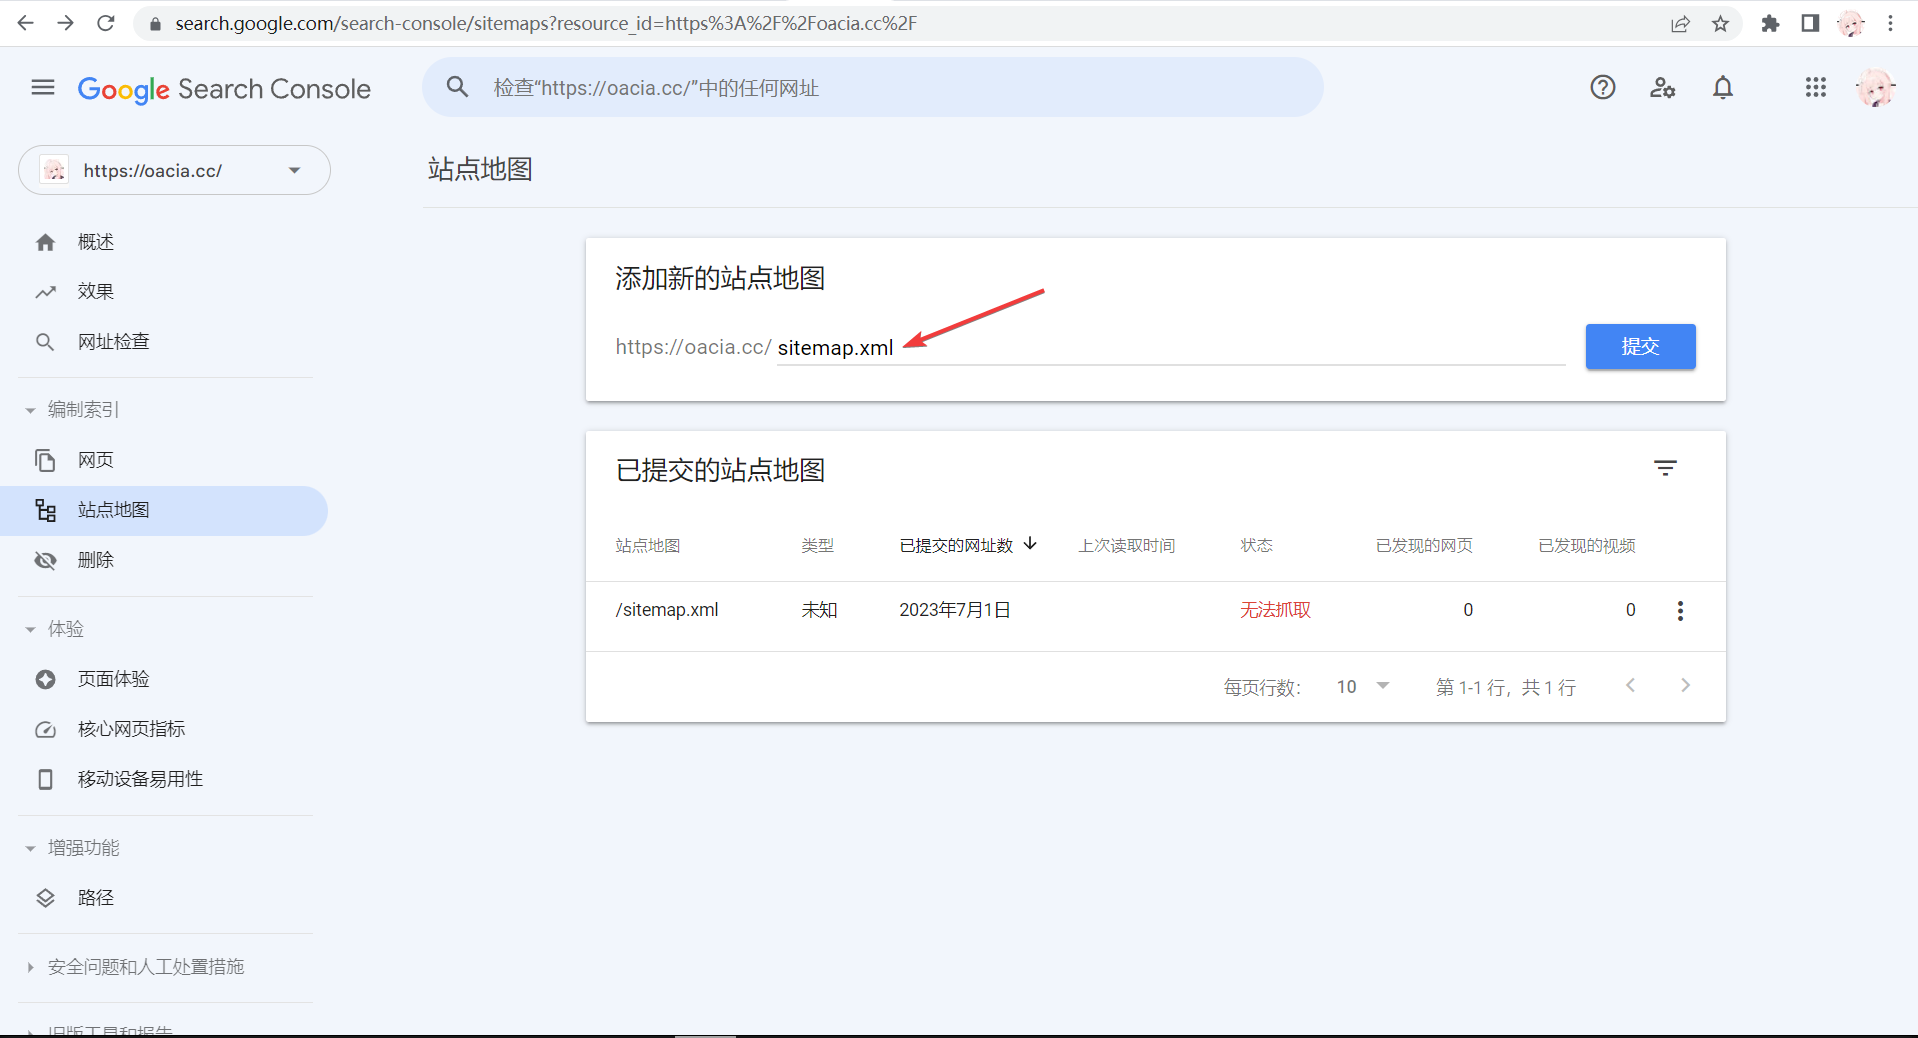 search.google.com/search-console/sitemaps?resource_id=https%3A%2F%2Foacia.cc%2F
Google Search Console
检查“https://oacia.cc/”中的任何网址
https://oacia.cc/
站点地图
概述
效果
网址检查
编制索引
网页
站点地图
删除
体验
页面体验
核心网页指标
移动设备易用性
增强功能
路径
安全问题和人工处置措施
旧版工具和报告
添加新的站点地图
https://oacia.cc/ sitemap.xml
提交
已提交的站点地图
站点地图 类型 已提交的网址数 上次读取时间 状态 已发现的网页 已发现的视频
/sitemap.xml 未知 2023年7月1日 无法抓取 0 0
每页行数: 10 第 1-1 行，共 1 行